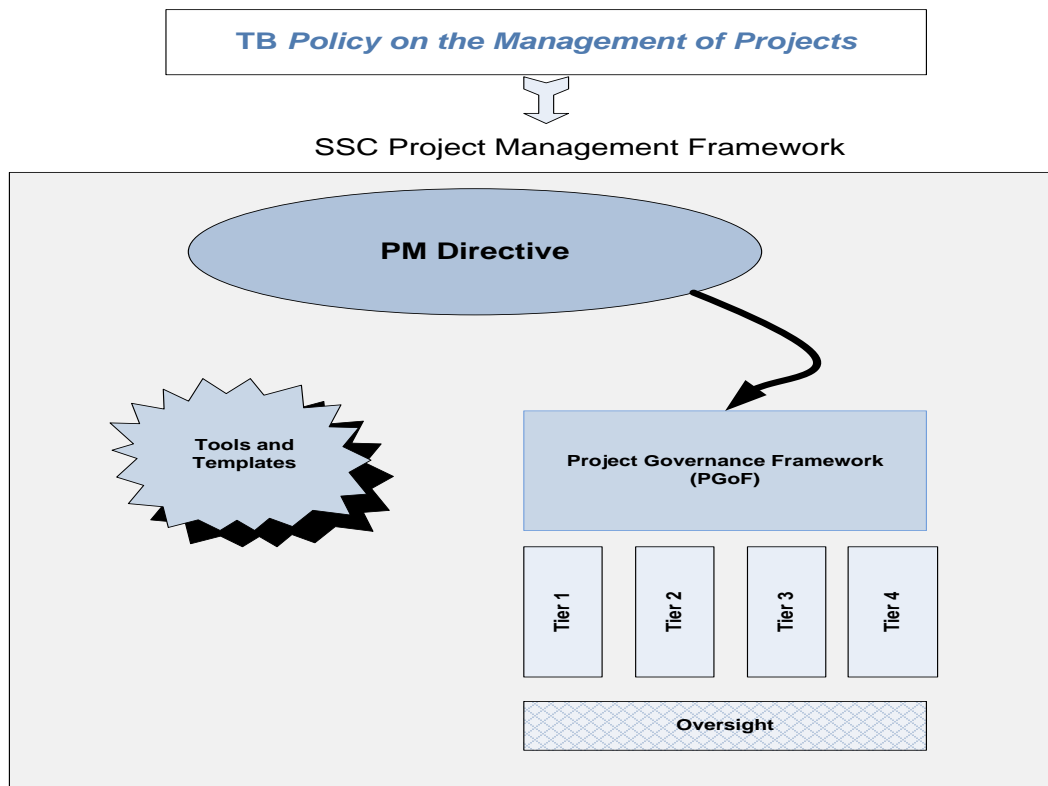 TB Policy on the Management of Projects
SSC Project Management Framework
PM Directive
Tools and
Templates
Project Governance Framework
(PGoF)
Tier 1
Tier 2
Tier 3
Tier 4
Oversight